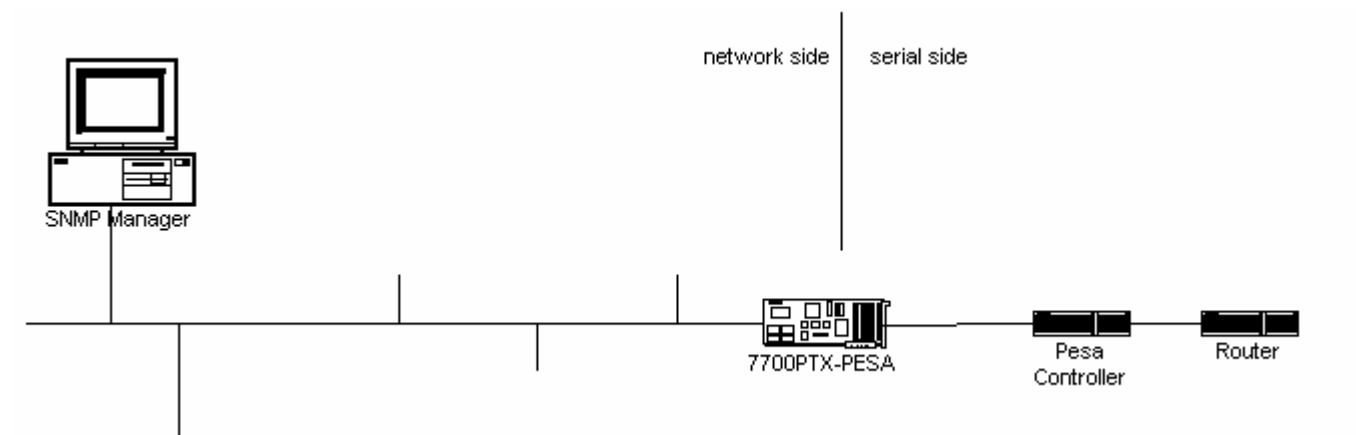 network side
serial side
SNMP Manager
7700PTX-PESA
Pesa
Controller
Router